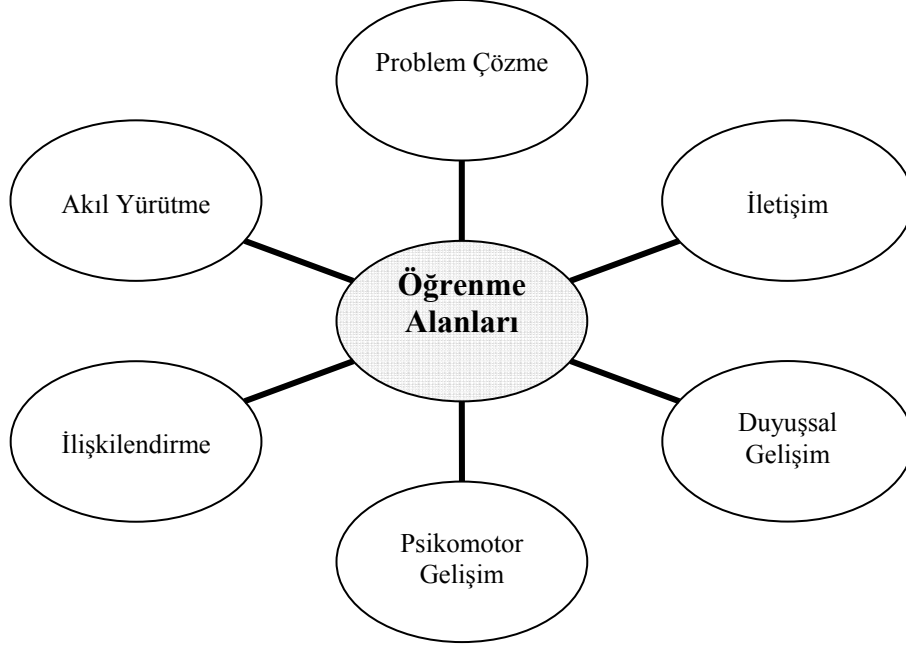 Problem Çözme
Akıl Yürütme
İletişim
Öğrenme
Alanları
İlişkilendirme
Duyuşsal
Gelişim
Psikomotor
Gelişim